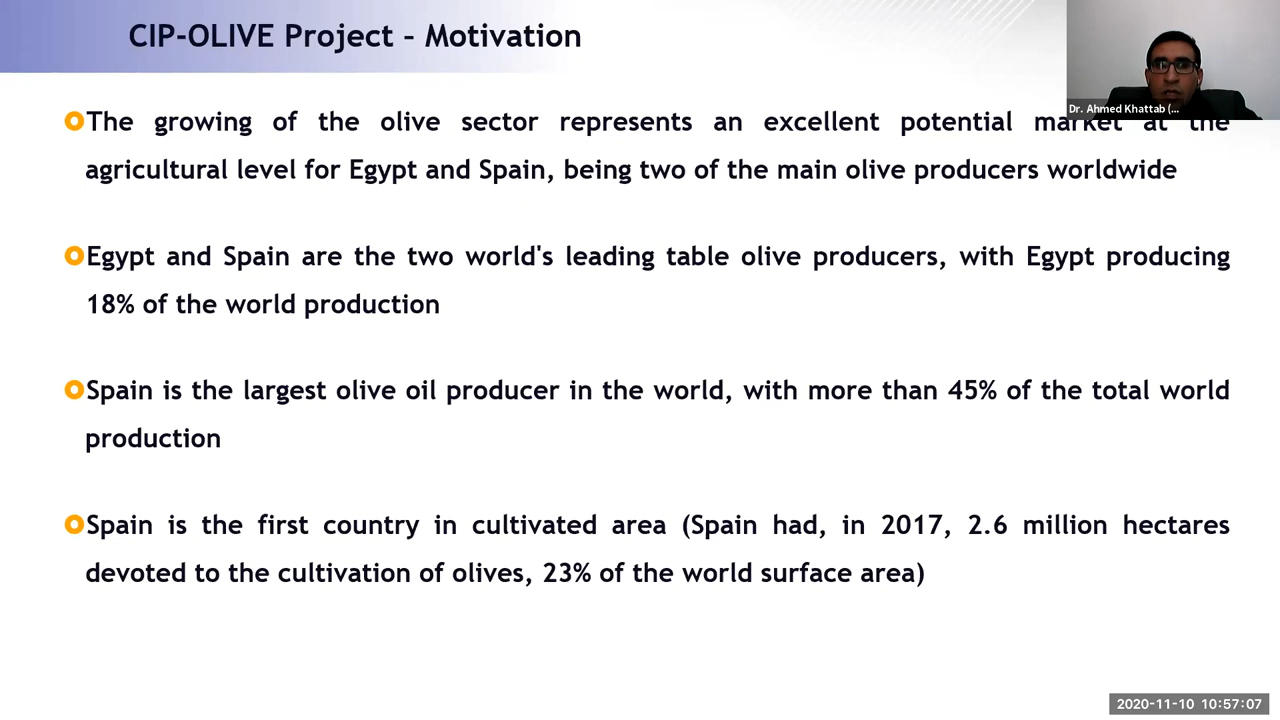 CIP-OLIVE Project – Motivation
Dr. Ahmed Khattab (...
The growing of the olive sector represents an excellent potential market at the
agricultural level for Egypt and Spain, being two of the main olive producers worldwide
Egypt and Spain are the two world's leading table olive producers, with Egypt producing
18% of the world production
Spain is the largest olive oil producer in the world, with more than 45% of the total world
production
Spain is the first country in cultivated area (Spain had, in 2017, 2.6 million hectares
devoted to the cultivation of olives, 23% of the world surface area)
2020-11-10 10:57:07